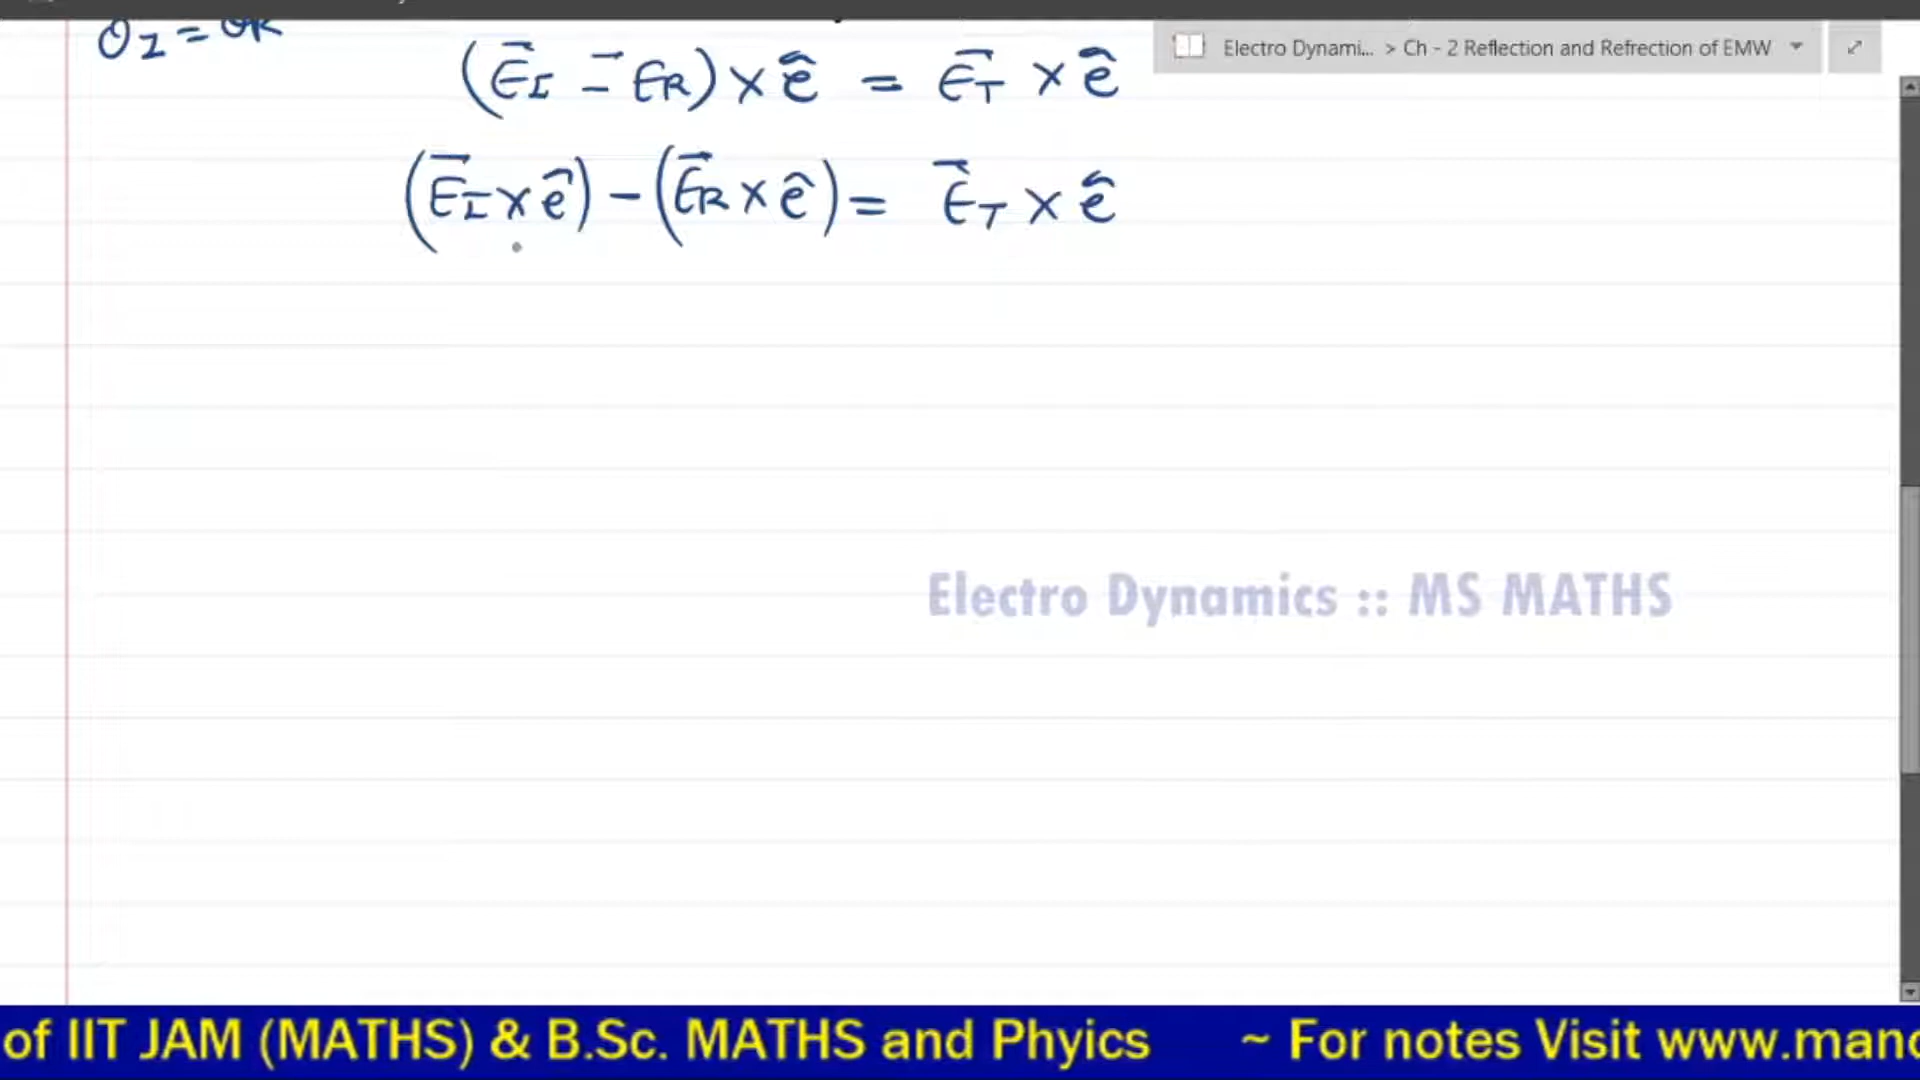 θI = θR
(E⃗I − E⃗R) × ê = E⃗T × ê
Electro Dynami... > Ch - 2 Reflection and Refrection of EMW
(E⃗I × ê) − (E⃗R × ê) = E⃗T × ê
Electro Dynamics :: MS MATHS
of IIT JAM (MATHS) & B.Sc. MATHS and Phyics ~ For notes Visit www.mano